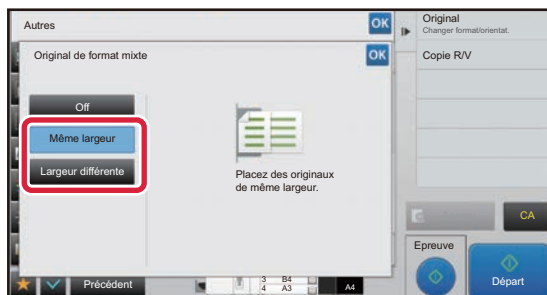 Autres
OK
Original
Changer format/orientat.
Original de format mixte
OK
Copie R/V
Off
Même largeur
Largeur différente
Placez des originaux
de même largeur.
CA
Epreuve
Départ
Précédent
3 B4
4 A3
A4